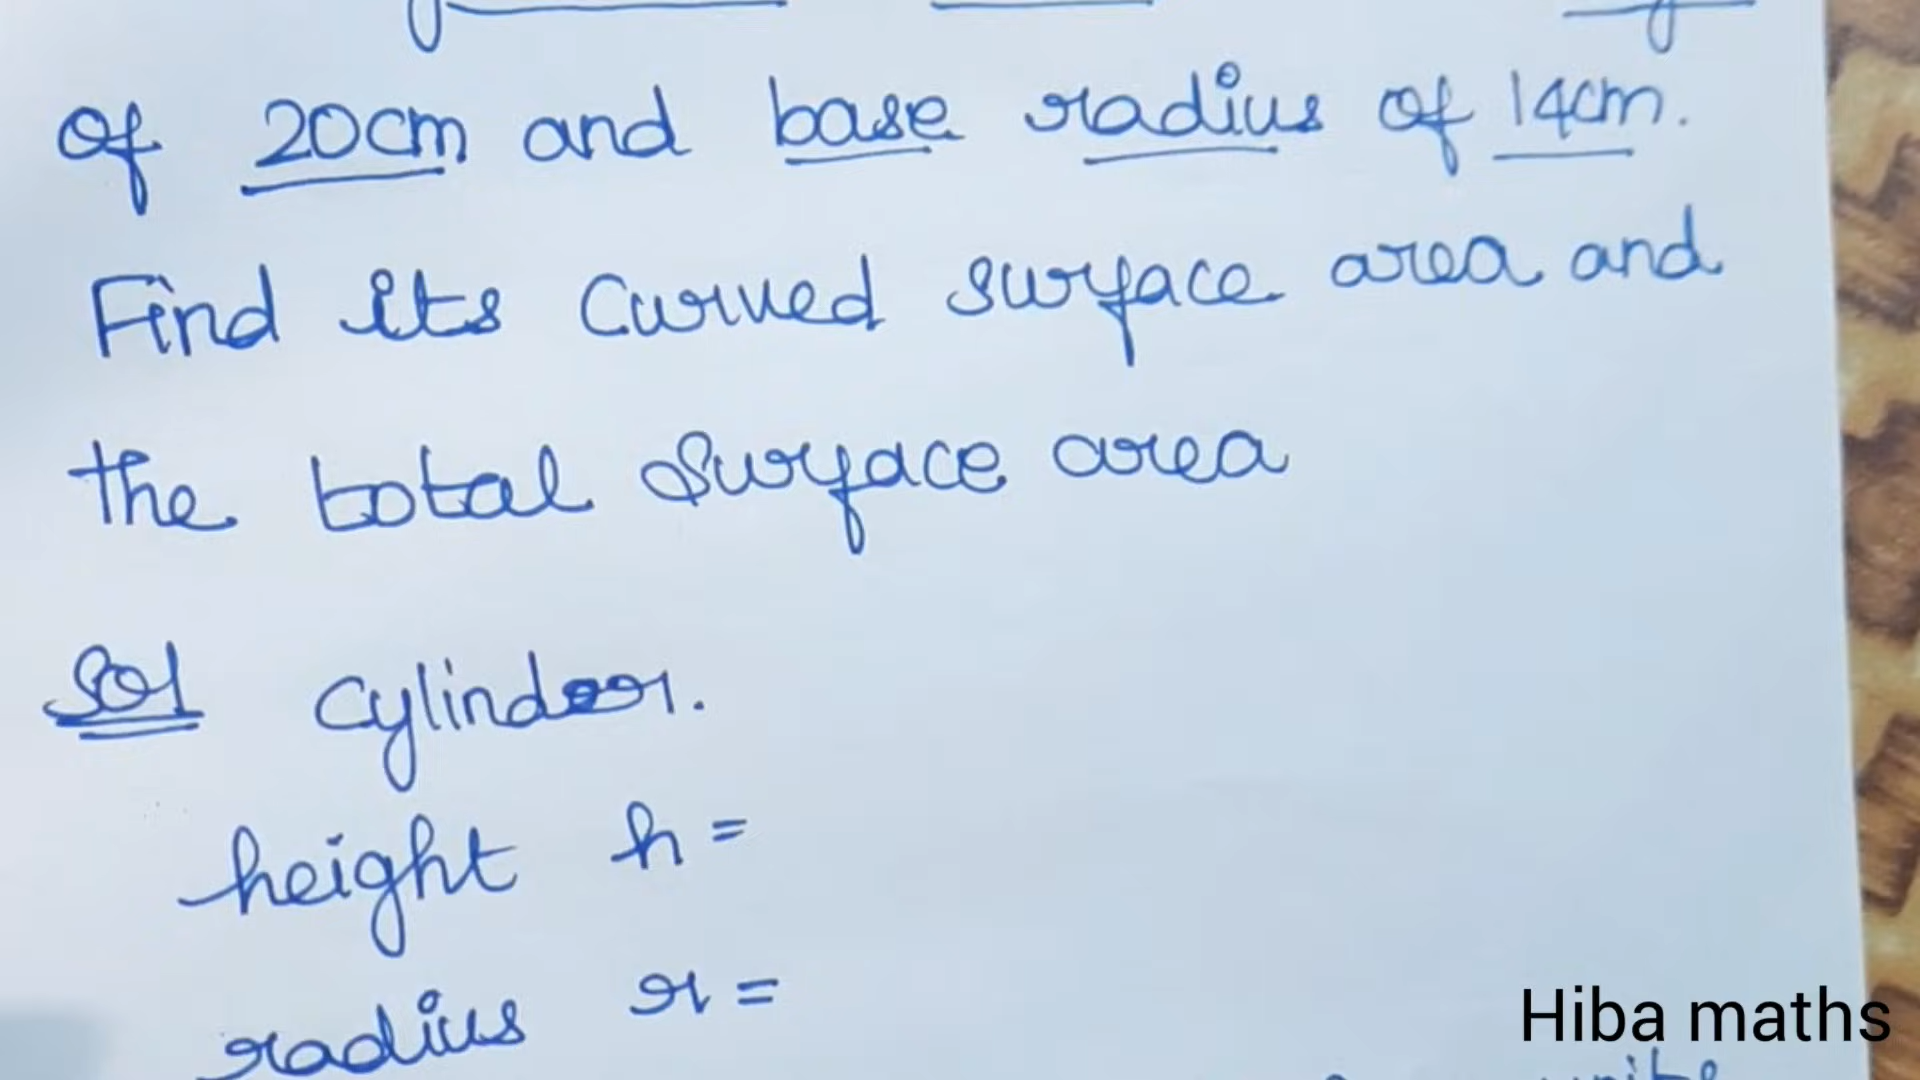 of 20cm and base radius of 14cm.
Find its Curved surface area and
the total surface area
Sol cylinder.
height h =
radius r =
Hiba maths